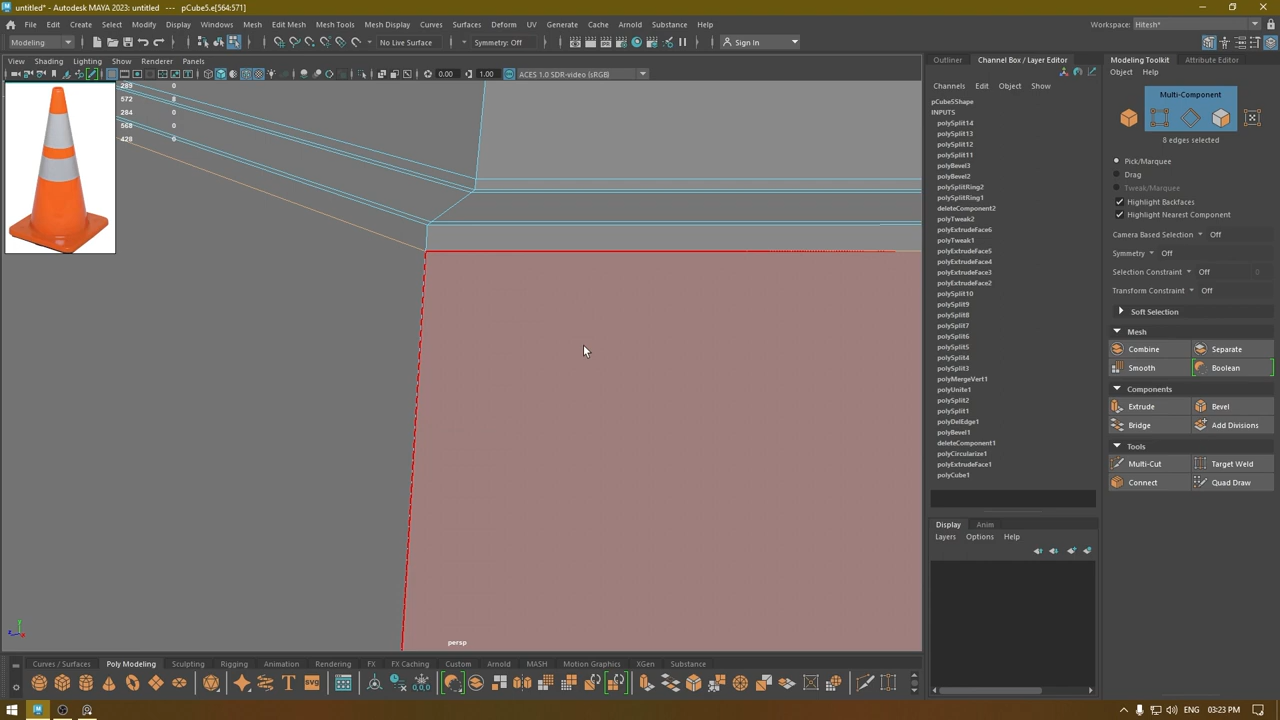 untitled* - Autodesk MAYA 2023: untitled   ---   pCube5.e[564:571]
File Edit Create Select Modify Display Windows Mesh Edit Mesh Mesh Tools Mesh Display Curves Surfaces Deform UV Generate Cache Arnold Substance Help
Workspace: Hitesh*
Modeling No Live Surface Symmetry: Off Sign In
View Shading Lighting Show Renderer Panels
Outliner Channel Box / Layer Editor
Modeling Toolkit Attribute Editor
0.00 1.00 ACES 1.0 SDR-video (sRGB)
Object Help
Channels Edit Object Show
289 0
572 8
284 0
568 0
428 0
Multi-Component
8 edges selected
pCube5Shape
INPUTS
polySplit14
polySplit13
polySplit12
polySplit11
polyBevel3
polyBevel2
polySplitRing2
polySplitRing1
deleteComponent2
polyTweak2
polyExtrudeFace6
polyTweak1
polyExtrudeFace5
polyExtrudeFace4
polyExtrudeFace3
polyExtrudeFace2
polySplit10
polySplit9
polySplit8
polySplit7
polySplit6
polySplit5
polySplit4
polySplit3
polyMergeVert1
polyUnite1
polySplit2
polySplit1
polyDelEdge1
polyBevel1
deleteComponent1
polyCircularize1
polyExtrudeFace1
polyCube1
Pick/Marquee
Drag
Tweak/Marquee
Highlight Backfaces
Highlight Nearest Component
Camera Based Selection Off
Symmetry Off
Selection Constraint Off
Transform Constraint Off
Soft Selection
Mesh
Combine Separate
Smooth Boolean
Components
Extrude Bevel
Bridge Add Divisions
Tools
Multi-Cut Target Weld
Connect Quad Draw
Display Anim
Layers Options Help
persp
Curves / Surfaces Poly Modeling Sculpting Rigging Animation Rendering FX FX Caching Custom Arnold MASH Motion Graphics XGen Substance
ENG 03:23 PM